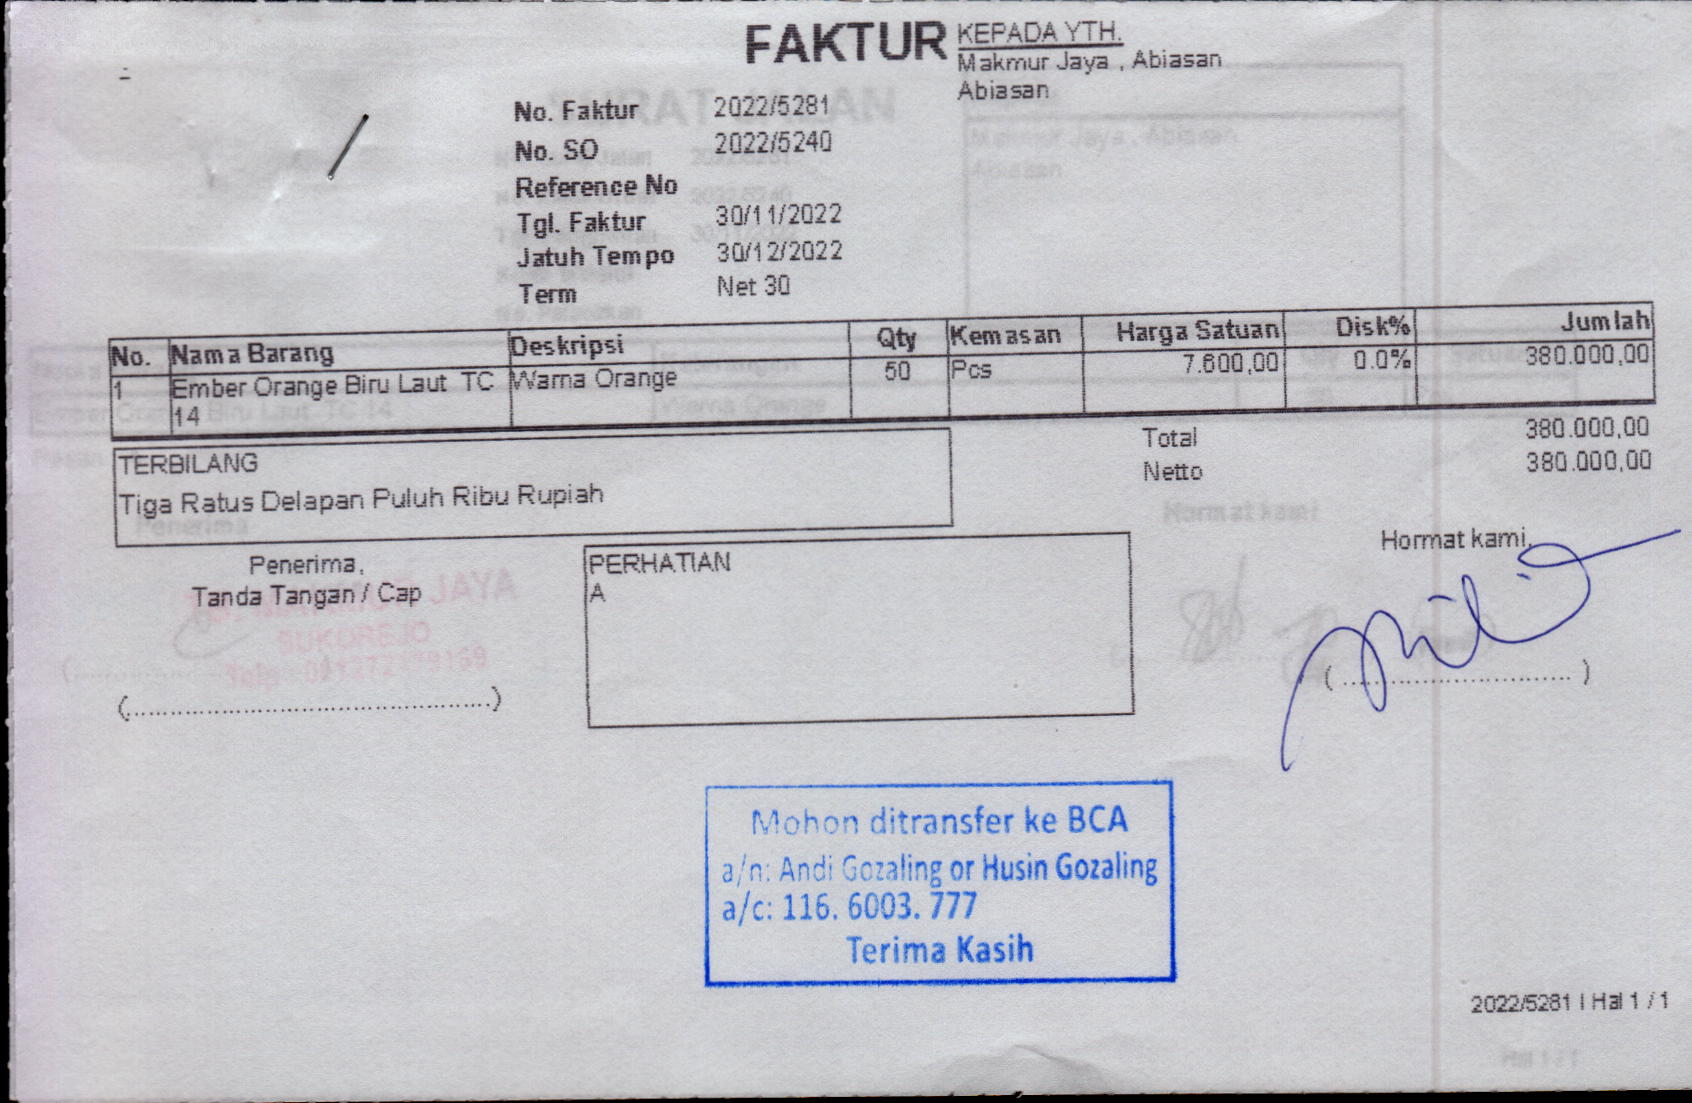 FAKTUR
KEPADA YTH.
Makmur Jaya , Abiasan
Abiasan
No. Faktur 2022/5281
No. SO 2022/5240
Reference No
Tgl. Faktur 30/11/2022
Jatuh Tempo 30/12/2022
Term Net 30
No. Nama Barang Deskripsi Qty Kemasan Harga Satuan Disk% Jumlah
1 Ember Orange Biru Laut TC Warna Orange 50 Pcs 7.600,00 0.0% 380.000,00
14
Total 380.000,00
Netto 380.000,00
TERBILANG
Tiga Ratus Delapan Puluh Ribu Rupiah
Penerima,
Tanda Tangan / Cap
(..................................................)
PERHATIAN
A
Hormat kami,
( ................................ )
JAYA
SUKOREJO
Mohon ditransfer ke BCA
a/n: Andi Gozaling or Husin Gozaling
a/c: 116. 6003. 777
Terima Kasih
2022/5281 | Hal 1 / 1